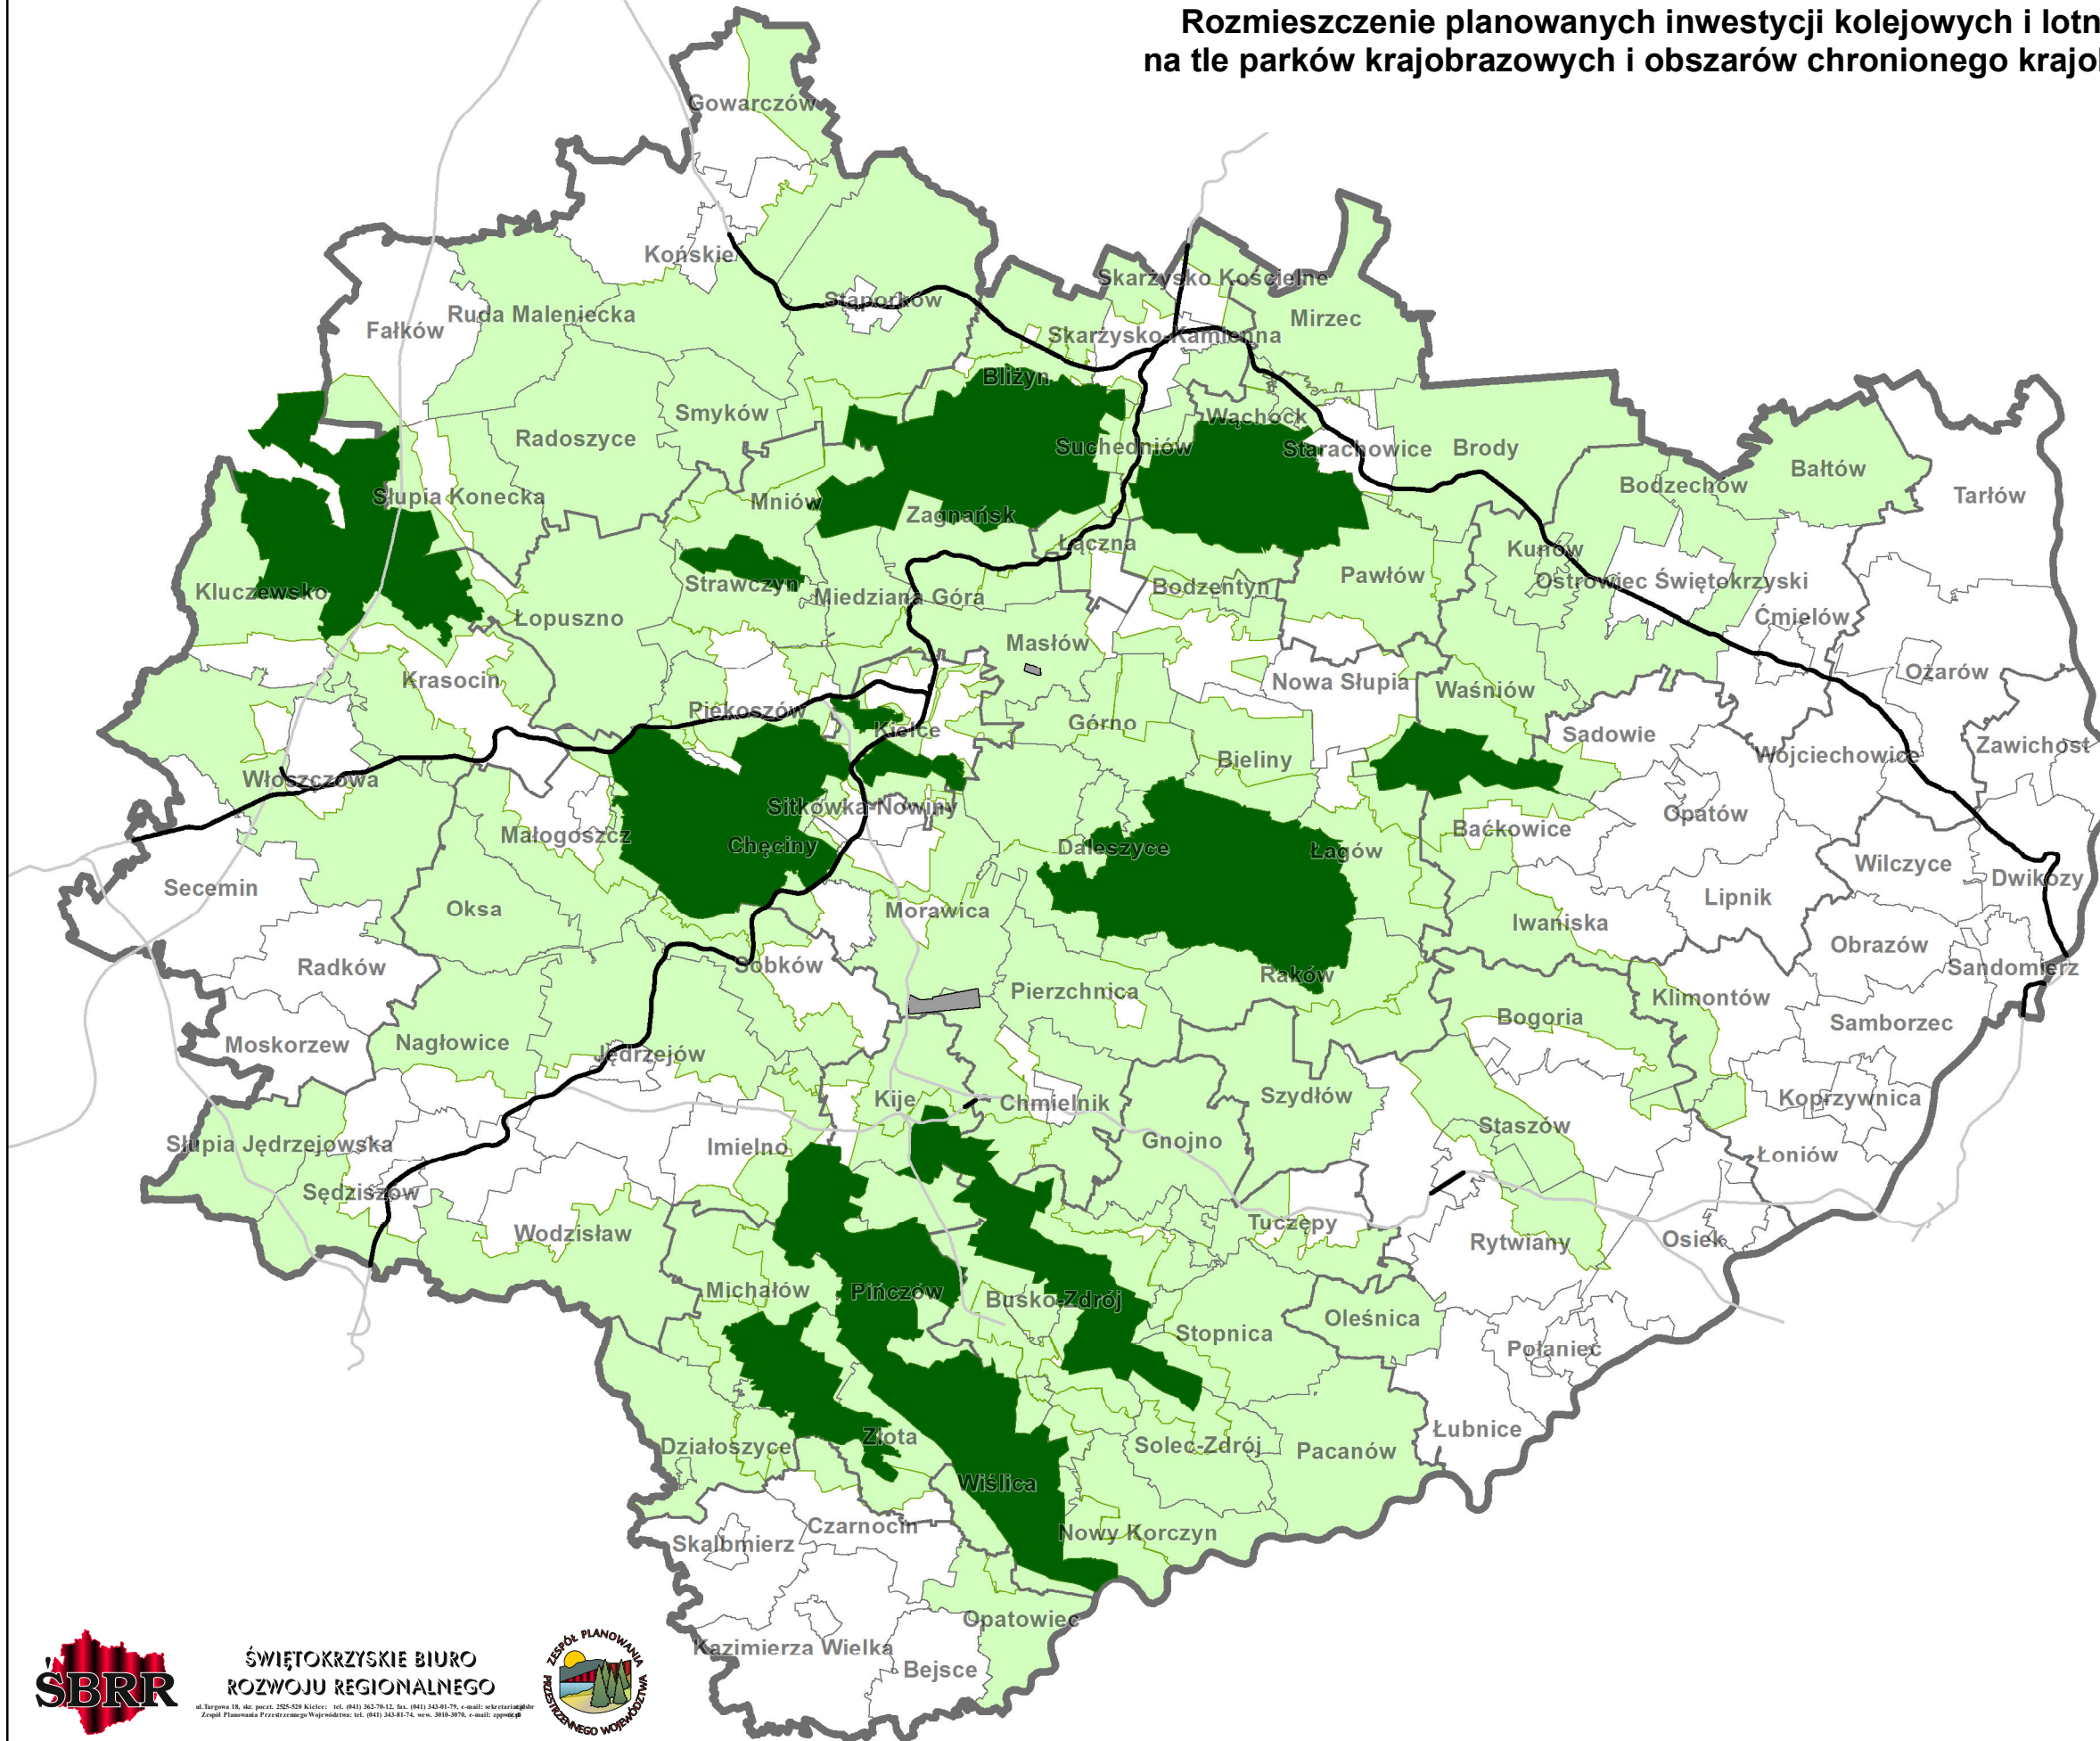 Rozmieszczenie planowanych inwestycji kolejowych i lotn
na tle parków krajobrazowych i obszarów chronionego krajo
Gowarczów
Końskie
Stąporków
Skarżysko Kościelne
Ruda Maleniecka
Fałków
Mirzec
Skarżysko-Kamienna
Bliżyn
Smyków
Radoszyce
Wąchock
Suchedniów
Starachowice
Brody
Bałtów
Bodzechów
Tarłów
Słupia Konecka
Mniów
Zagnańsk
Łączna
Kunów
Pawłów
Ostrowiec Świętokrzyski
Strawczyn
Bodzentyn
Kluczewsko
Miedziana Góra
Łopuszno
Ćmielów
Masłów
Ożarów
Krasocin
Nowa Słupia
Waśniów
Piekoszów
Górno
Kielce
Sadowie
Zawichost
Wojciechowice
Bieliny
Włoszczowa
Sitkówka-Nowiny
Opatów
Małogoszcz
Baćkowice
Chęciny
Daleszyce
Łagów
Wilczyce
Dwikozy
Secemin
Lipnik
Oksa
Morawica
Iwaniska
Obrazów
Radków
Sobków
Sandomierz
Raków
Pierzchnica
Klimontów
Bogoria
Samborzec
Moskorzew
Nagłowice
Jędrzejów
Kije
Chmielnik
Szydłów
Koprzywnica
Staszów
Słupia Jędrzejowska
Imielno
Gnojno
Łoniów
Sędziszów
Tuczępy
Wodzisław
Rytwiany
Osiek
Michałów
Pińczów
Busko-Zdrój
Oleśnica
Stopnica
Połaniec
Łubnice
Złota
Działoszyce
Solec-Zdrój
Pacanów
Wiślica
Czarnocin
Nowy Korczyn
Skalbmierz
Opatowiec
Kazimierza Wielka
Bejsce
ŚBRR
ŚWIĘTOKRZYSKIE BIURO
ROZWOJU REGIONALNEGO
ZESPÓŁ PLANOWANIA
PRZESTRZENNEGO WOJEWÓDZTWA